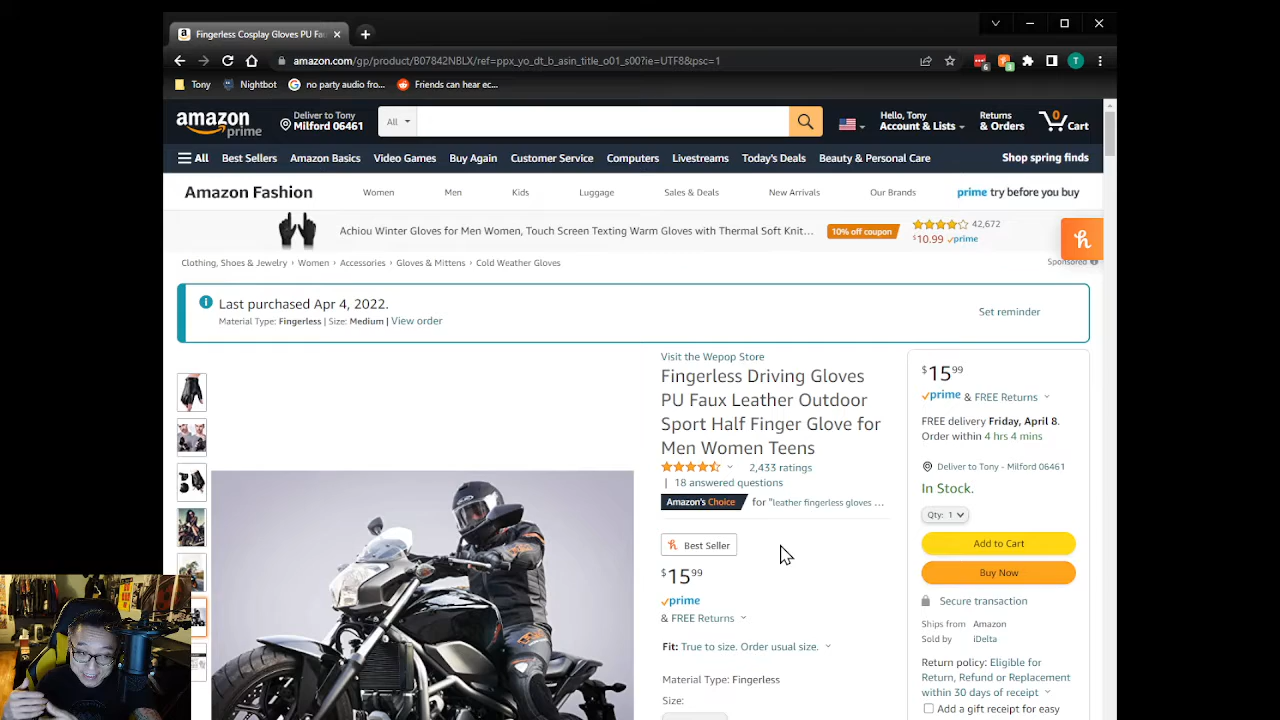 Fingerless Cosplay Gloves PU Fau
amazon.com/gp/product/B07842NBLX/ref=ppx_yo_dt_b_asin_title_o01_s00?ie=UTF8&psc=1
6
3
T
Tony
Nightbot
no party audio fro...
Friends can hear ec...
amazon
prime
Deliver to Tony
Milford 06461
All
Hello, Tony
Account & Lists
Returns
& Orders
0
Cart
All
Best Sellers
Amazon Basics
Video Games
Buy Again
Customer Service
Computers
Livestreams
Today's Deals
Beauty & Personal Care
Shop spring finds
Amazon Fashion
Women
Men
Kids
Luggage
Sales & Deals
New Arrivals
Our Brands
prime try before you buy
Achiou Winter Gloves for Men Women, Touch Screen Texting Warm Gloves with Thermal Soft Knit...
10% off coupon
42,672
$10.99 prime
Sponsored
Clothing, Shoes & Jewelry › Women › Accessories › Gloves & Mittens › Cold Weather Gloves
Last purchased Apr 4, 2022.
Material Type: Fingerless | Size: Medium | View order
Set reminder
Visit the Wepop Store
Fingerless Driving Gloves
PU Faux Leather Outdoor
Sport Half Finger Glove for
Men Women Teens
2,433 ratings
| 18 answered questions
Amazon's Choice for "leather fingerless gloves ...
Best Seller
$15 99
prime
& FREE Returns
Fit: True to size. Order usual size.
Material Type: Fingerless
Size:
$15 99
prime & FREE Returns
FREE delivery Friday, April 8.
Order within 4 hrs 4 mins
Deliver to Tony - Milford 06461
In Stock.
Qty: 1
Add to Cart
Buy Now
Secure transaction
Ships from Amazon
Sold by iDelta
Return policy: Eligible for
Return, Refund or Replacement
within 30 days of receipt
Add a gift receipt for easy